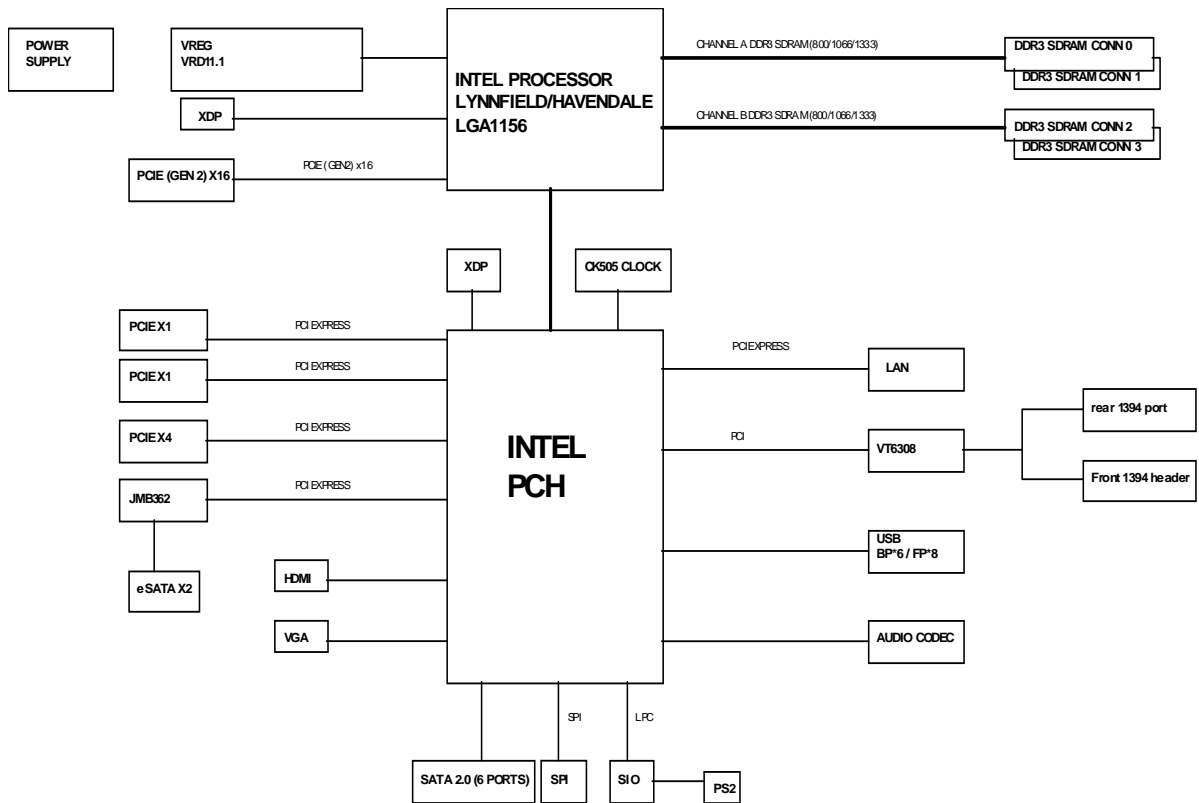 POWER
SUPPLY
VREG
VRD11.1
INTEL PROCESSOR
LYNNFIELD/HAVENDALE
LGA1156
CHANNEL A DDR3 SDRAM (800/1066/1333)
DDR3 SDRAM CONN 0
DDR3 SDRAM CONN 1
XDP
CHANNEL B DDR3 SDRAM (800/1066/1333)
DDR3 SDRAM CONN 2
DDR3 SDRAM CONN 3
PCIE (GEN 2) X16
PCIE (GEN2) x16
XDP
CK505 CLOCK
PCIE X1
PCI EXPRESS
PCIE X1
PCI EXPRESS
PCIE X4
PCI EXPRESS
JMB362
PCI EXPRESS
eSATA X2
HDMI
VGA
INTEL
PCH
PCI EXPRESS
LAN
PCI
VT6308
rear 1394 port
Front 1394 header
USB
BP*6 / FP*8
AUDIO CODEC
SPI
LPC
SATA 2.0 (6 PORTS)
SPI
SIO
PS2